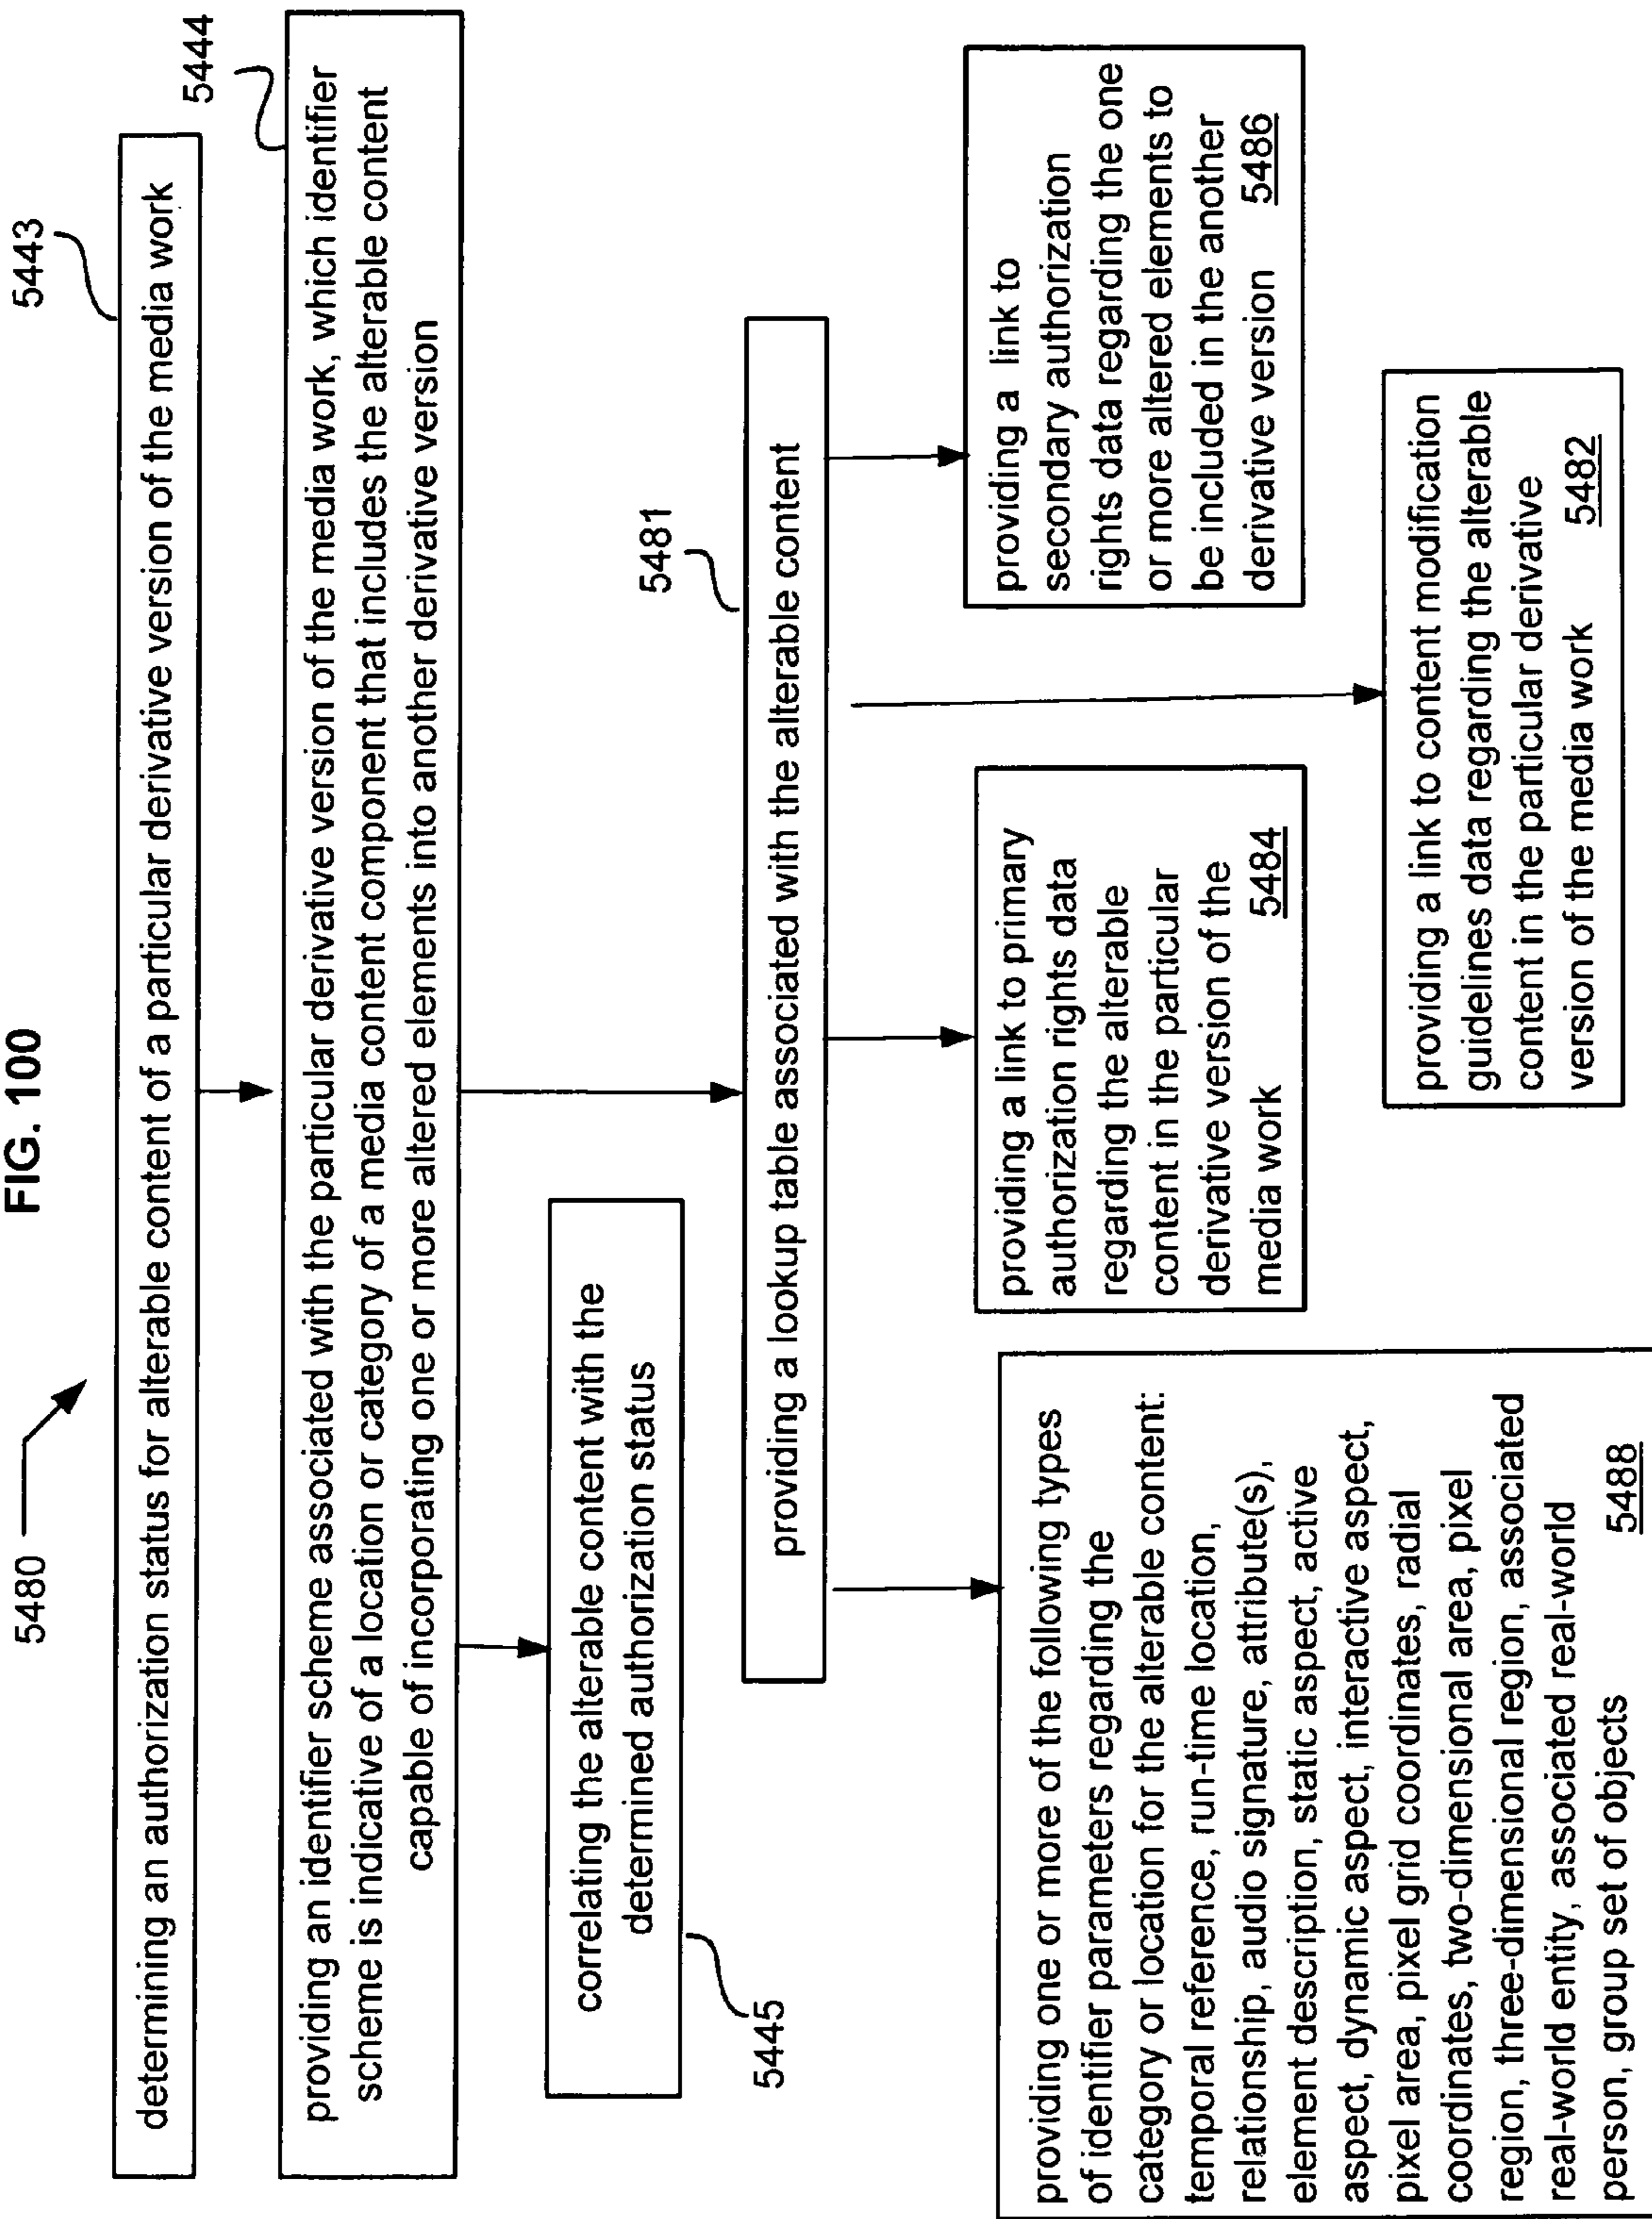 FIG. 100
5480
5443
determining an authorization status for alterable content of a particular derivative version of the media work
5444
providing an identifier scheme associated with the particular derivative version of the media work, which identifier
scheme is indicative of a location or category of a media content component that includes the alterable content
capable of incorporating one or more altered elements into another derivative version
correlating the alterable content with the
determined authorization status
5445
5481
providing a lookup table associated with the alterable content
providing one or more of the following types
of identifier parameters regarding the
category or location for the alterable content:
temporal reference, run-time location,
relationship, audio signature, attribute(s),
element description, static aspect, active
aspect, dynamic aspect, interactive aspect,
pixel area, pixel grid coordinates, radial
coordinates, two-dimensional area, pixel
region, three-dimensional region, associated
real-world entity, associated real-world
person, group set of objects 5488
providing a link to primary
authorization rights data
regarding the alterable
content in the particular
derivative version of the
media work 5484
providing a link to
secondary authorization
rights data regarding the one
or more altered elements to
be included in the another
derivative version 5486
providing a link to content modification
guidelines data regarding the alterable
content in the particular derivative
version of the media work 5482